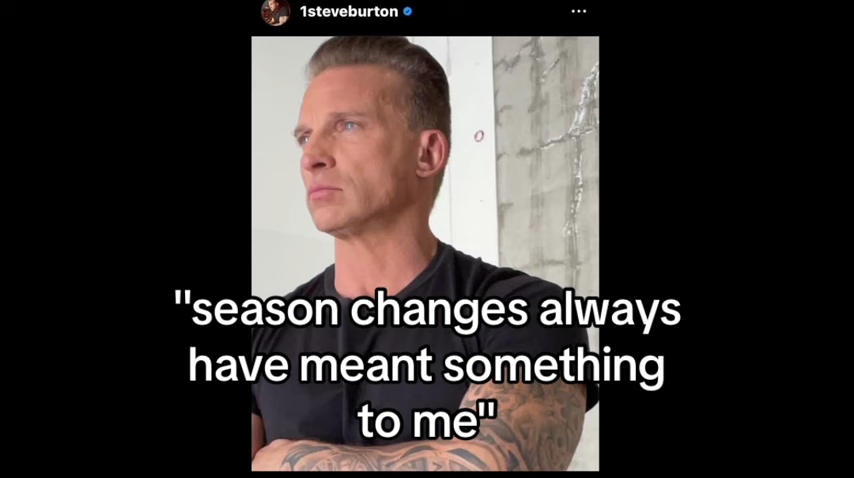 1steveburton
"season changes always
have meant something
to me"